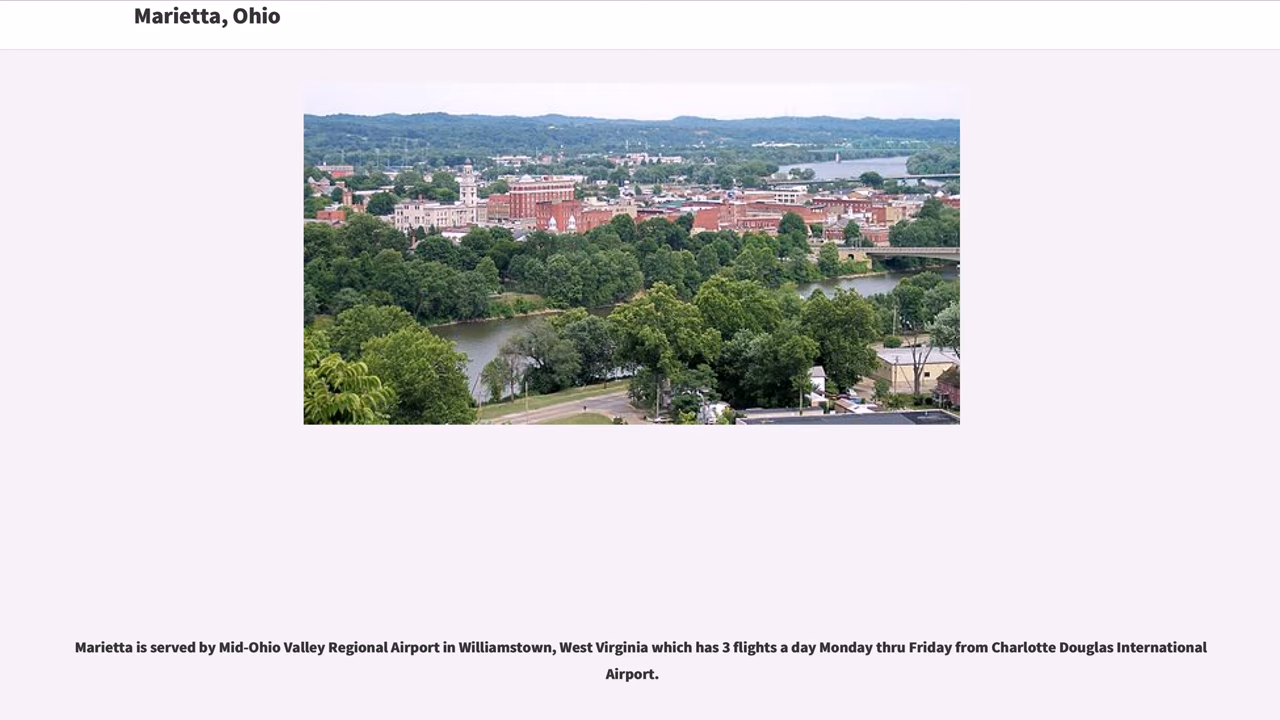 Marietta, Ohio
Marietta is served by Mid-Ohio Valley Regional Airport in Williamstown, West Virginia which has 3 flights a day Monday thru Friday from Charlotte Douglas International
Airport.